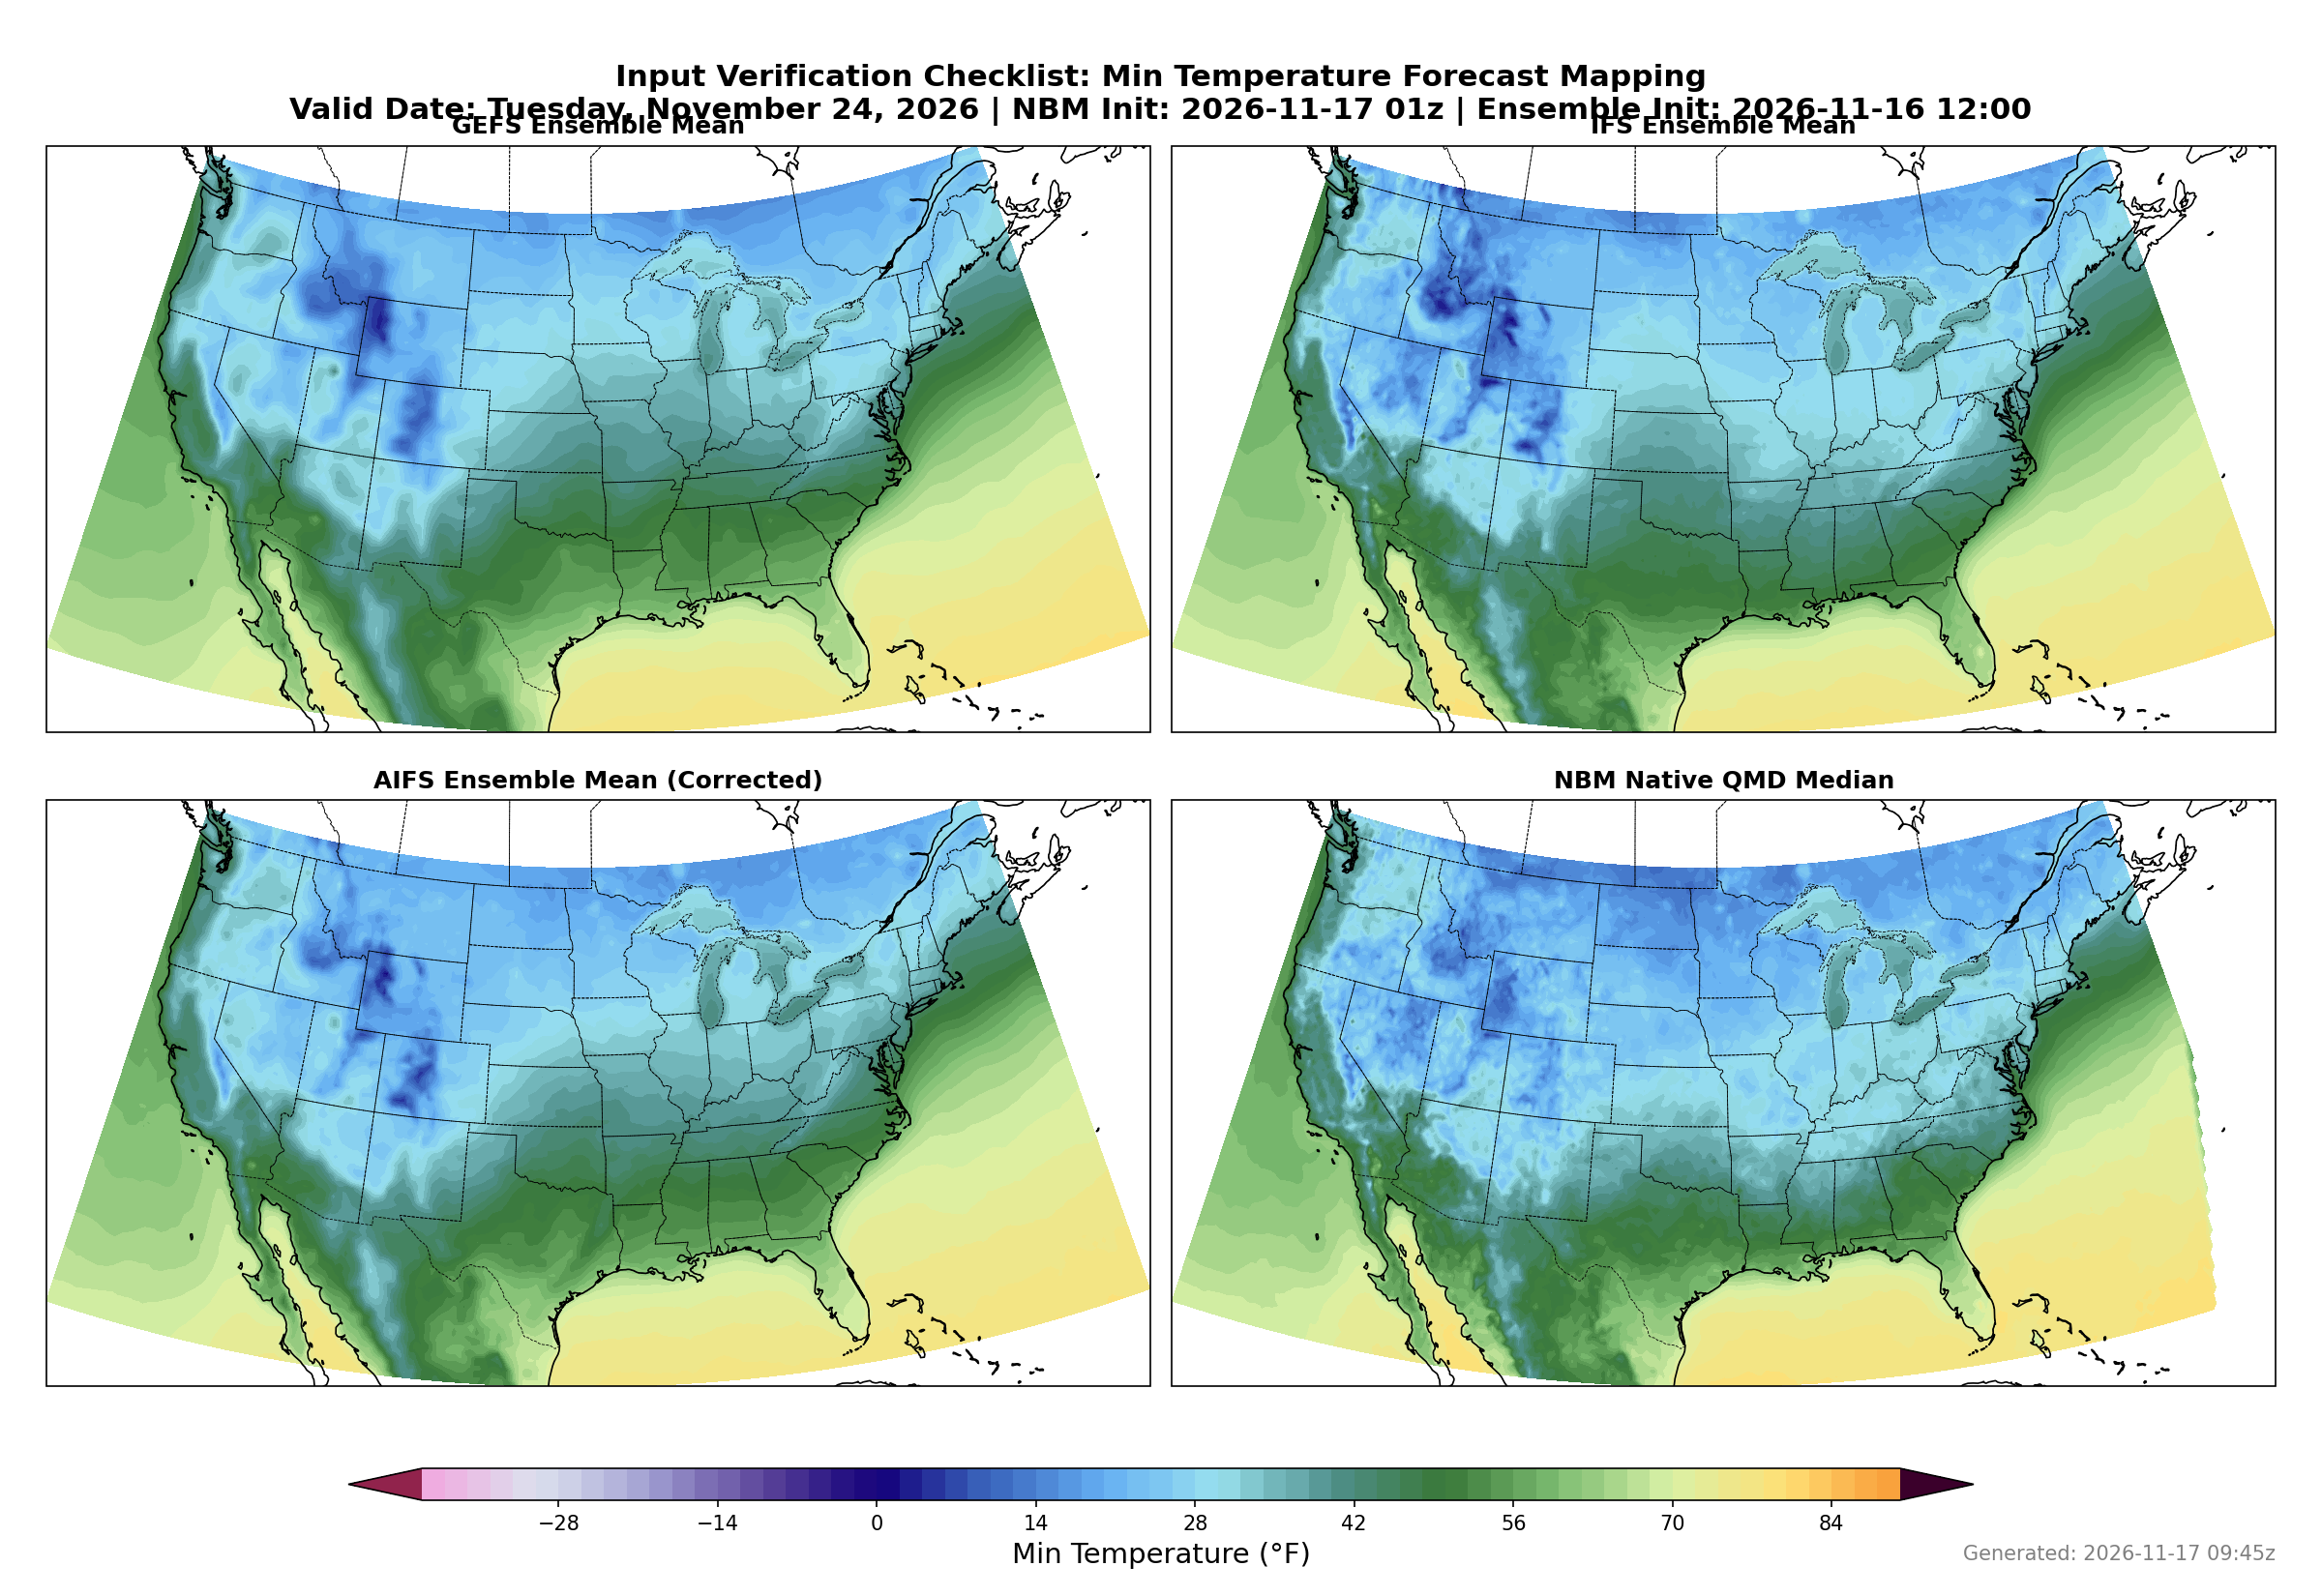 Input Verification Checklist: Min Temperature Forecast Mapping
Valid Date: Tuesday, November 24, 2026 | NBM Init: 2026-11-17 01z | Ensemble Init: 2026-11-16 12:00
GEFS Ensemble Mean
IFS Ensemble Mean
AIFS Ensemble Mean (Corrected)
NBM Native QMD Median
−28 −14 0 14 28 42 56 70 84
Min Temperature (°F)
Generated: 2026-11-17 09:45z